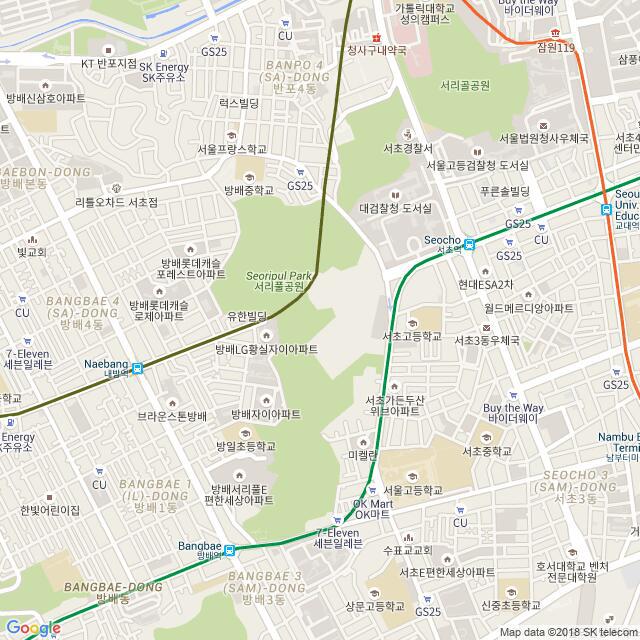 Buy the Way
바이더웨이
가톨릭대학교
성의캠퍼스
CU
GS25
청사구내약국
잠원119
KT 반포지점
SK Energy
SK주유소
BANPO 4
(SA)-DONG
반포4동
서리골공원
방배신삼호아파트
럭스빌딩
서울법원청사우체국
서울프랑스학교
서초경찰서
서울고등검찰청 도서실
BAEBON-DONG
방배본동
방배중학교
GS25
푸른솔빌딩
리틀오차드 서초점
대검찰청 도서실
GS25
CU
교대역
Seocho
서초역
GS25
빛교회
방배롯데캐슬
포레스트아파트
Seoripul Park
서리풀공원
현대ESA2차
방배롯데캐슬
로제아파트
BANGBAE 4
(SA)-DONG
방배4동
유한빌딩
월드메르디앙아파트
CU
서초고등학교
서초3동우체국
7-Eleven
세븐일레븐
방배LG황실자이아파트
Naebang
내방역
GS25
서초가든두산
위브아파트
브라운스톤방배
방배자이아파트
Buy the Way
바이더웨이
SK주유소
방일초등학교
미켈란
서초중학교
Nambu B
남부터미
CU
BANGBAE 1
(IL)-DONG
방배1동
방배서리풀E
편한세상아파트
서울고등학교
SEOCHO 3
(SAM)-DONG
서초3동
한빛어린이집
OK Mart
OK마트
CU
7-Eleven
세븐일레븐
Bangbae
방배역
수표교교회
서초E편한세상아파트
호서대학교 벤처
전문대학원
BANGBAE-DONG
방배동
BANGBAE 3
(SAM)-DONG
방배3동
상문고등학교
GS25
신중초등학교
Google
Map data ©2018 SK telecom